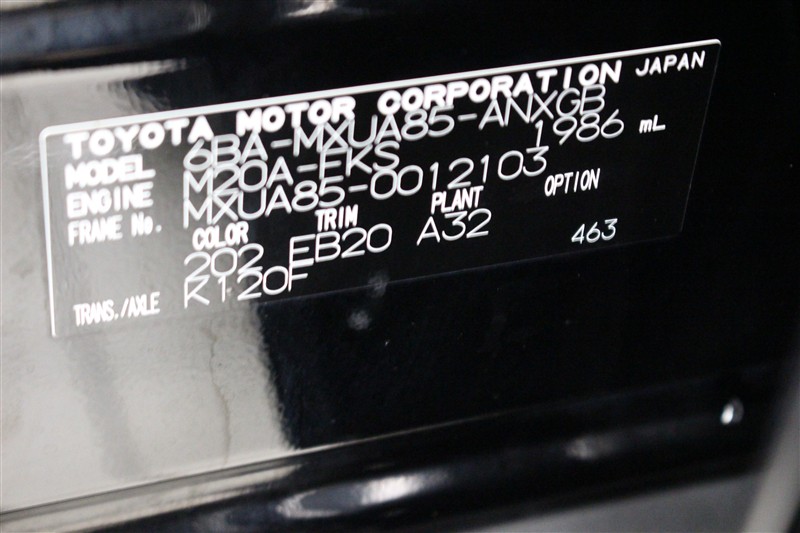 TOYOTA MOTOR CORPORATION JAPAN
MODEL 6BA-MXUA85-ANXGB
ENGINE M20A-FKS 1986 mL
FRAME No. MXUA85-0012103
COLOR TRIM PLANT OPTION
202 EB20 A32 463
TRANS./AXLE K120F